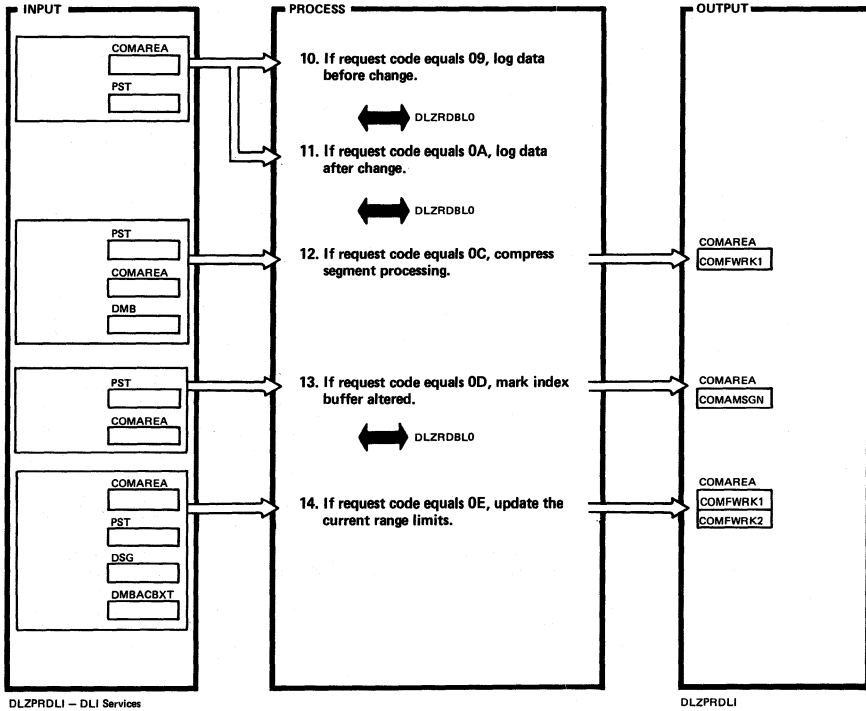 INPUT
PROCESS
OUTPUT
COMAREA
PST
10. If request code equals 09, log data
before change.
DLZRDBL0
11. If request code equals 0A, log data
after change.
DLZRDBL0
PST
COMAREA
DMB
12. If request code equals 0C, compress
segment processing.
COMAREA
COMFWRK1
PST
COMAREA
13. If request code equals 0D, mark index
buffer altered.
DLZRDBL0
COMAREA
COMAMSGN
COMAREA
PST
DSG
DMBACBXT
14. If request code equals 0E, update the
current range limits.
COMAREA
COMFWRK1
COMFWRK2
DLZPRDLI – DLI Services
DLZPRDLI